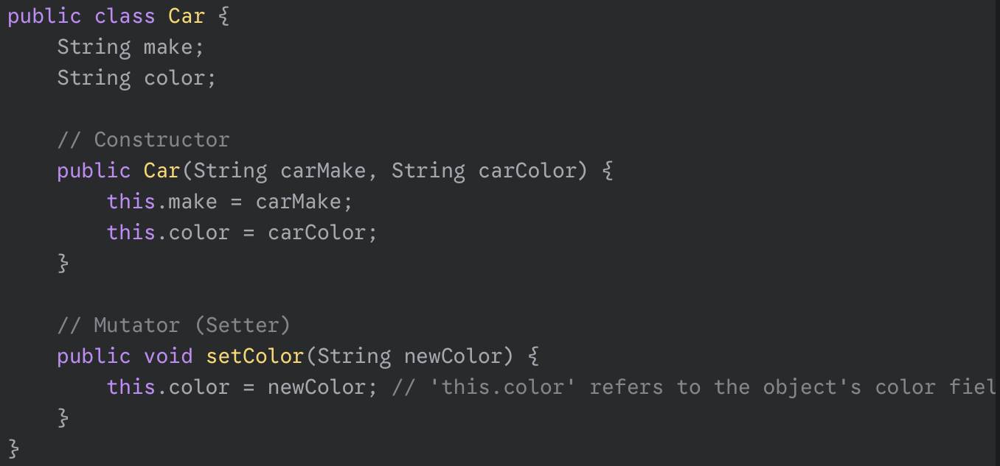 public class Car {
    String make;
    String color;

    // Constructor
    public Car(String carMake, String carColor) {
        this.make = carMake;
        this.color = carColor;
    }

    // Mutator (Setter)
    public void setColor(String newColor) {
        this.color = newColor; // 'this.color' refers to the object's color fiel
    }
}